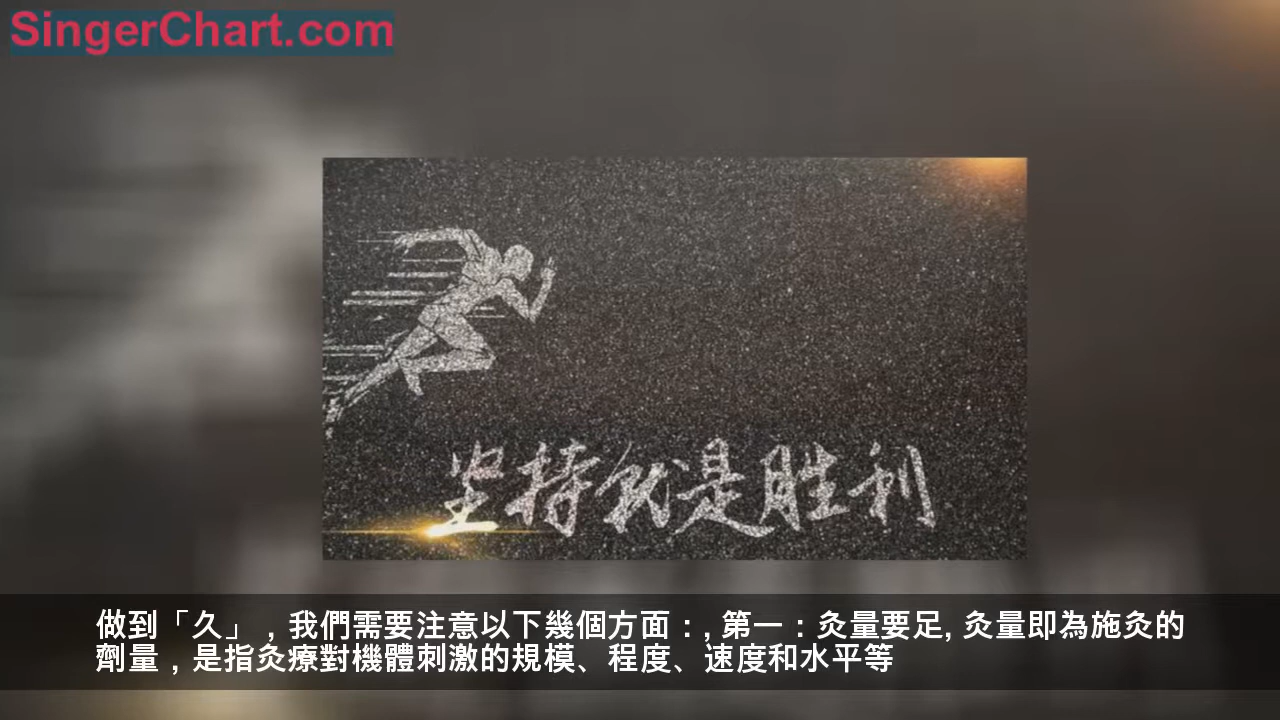 SingerChart.com
坚持就是胜利
做到「久」，我們需要注意以下幾個方面：, 第一：灸量要足, 灸量即為施灸的
劑量，是指灸療對機體刺激的規模、程度、速度和水平等